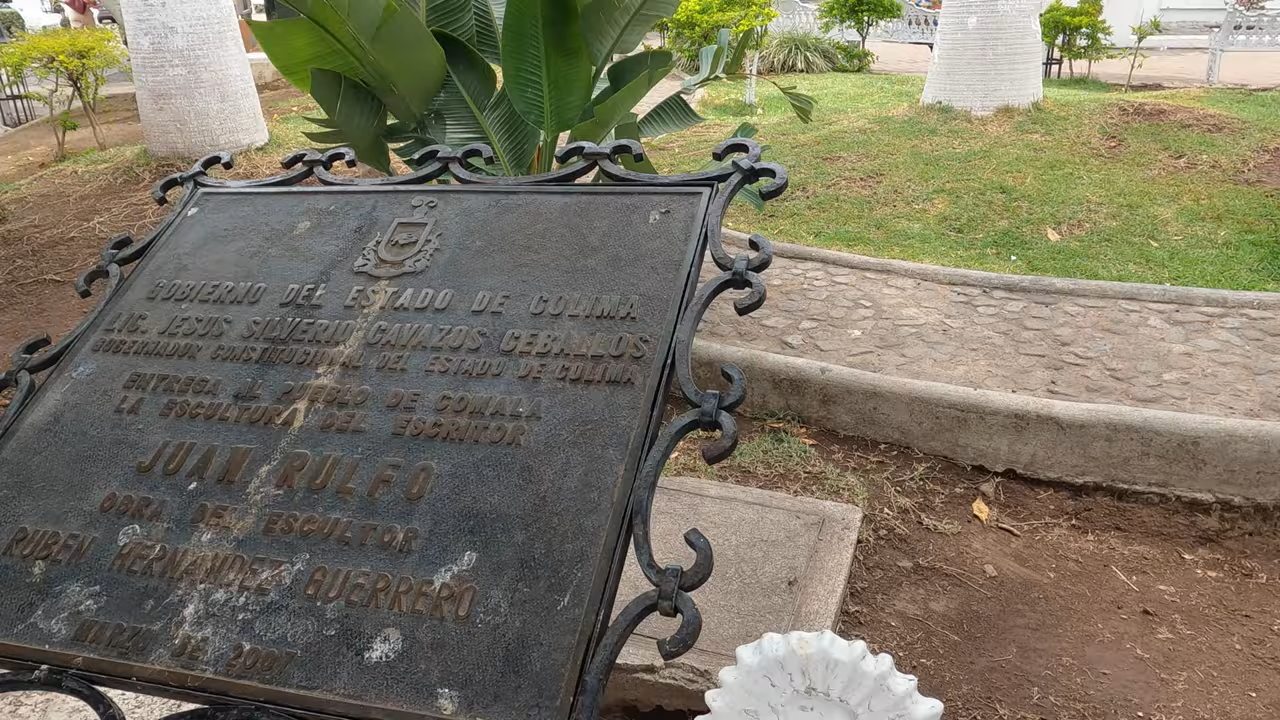 GOBIERNO DEL ESTADO DE COLIMA
LIC. JESUS SILVERIO CAVAZOS CEBALLOS
GOBERNADOR CONSTITUCIONAL DEL ESTADO DE COLIMA
ENTREGA AL PUEBLO DE COMALA
LA ESCULTURA DEL ESCRITOR
JUAN RULFO
OBRA DEL ESCULTOR
RUBEN HERNANDEZ GUERRERO
MARZO DE 2007